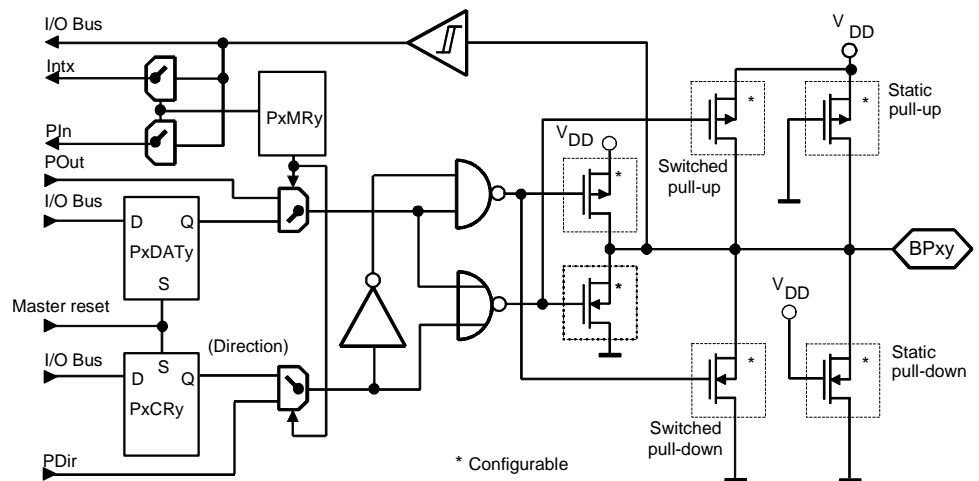 I/O Bus
Intx
PIn
POut
I/O Bus
D
Q
PxDATy
S
Master reset
I/O Bus
(Direction)
S
D
Q
PxCRy
PDir
PxMRy
V
DD
*
*
Switched
pull-up
V
DD
*
*
Static
pull-up
BPxy
V
DD
*
Switched
pull-down
*
Static
pull-down
* Configurable